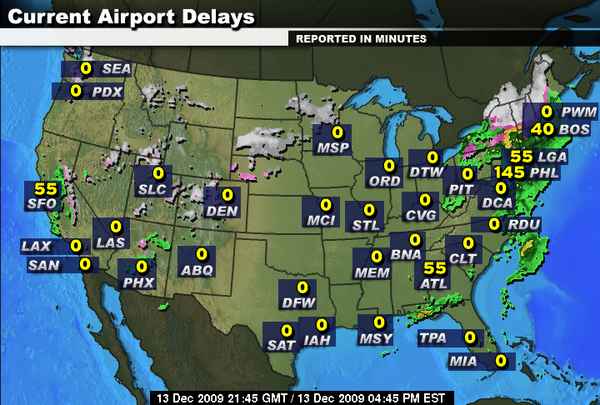 Current Airport Delays
REPORTED IN MINUTES
0 SEA
0 PDX
0 PWM
40 BOS
0
MSP
55 LGA
0
DTW
0
ORD
145 PHL
0
PIT
0
SLC
0
DCA
55
SFO
0
DEN
0
MCI
0
STL
0
CVG
0 RDU
0
LAS
LAX 0
0
BNA
0
CLT
SAN 0
0
PHX
0
ABQ
0
MEM
55
ATL
0
DFW
0
SAT
0
IAH
0
MSY
TPA 0
MIA 0
13 Dec 2009 21:45 GMT / 13 Dec 2009 04:45 PM EST